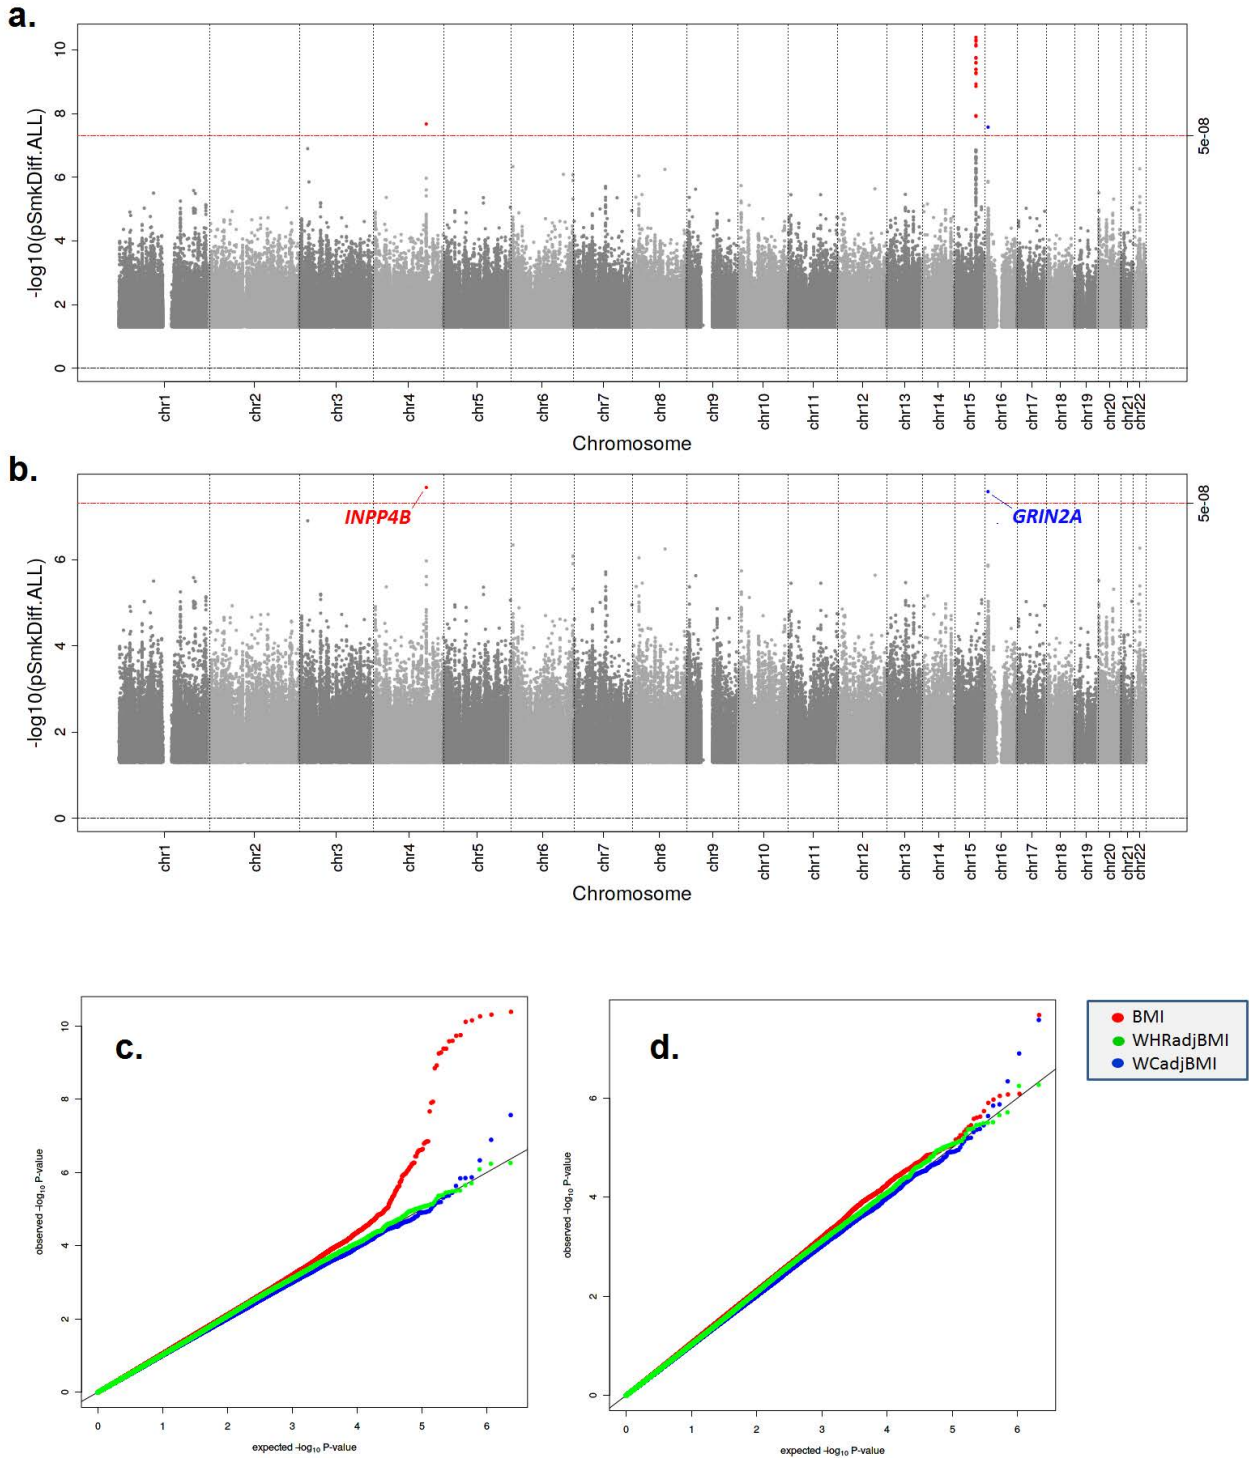 a.
-log10(pSmkDiff.ALL)
10
8
6
4
2
0
5e-08
chr1 chr2 chr3 chr4 chr5 chr6 chr7 chr8 chr9 chr10 chr11 chr12 chr13 chr14 chr15 chr16 chr17 chr18 chr19 chr20 chr21 chr22
Chromosome
b.
-log10(pSmkDiff.ALL)
6
4
2
0
5e-08
INPP4B
GRIN2A
chr1 chr2 chr3 chr4 chr5 chr6 chr7 chr8 chr9 chr10 chr11 chr12 chr13 chr14 chr15 chr16 chr17 chr18 chr19 chr20 chr21 chr22
Chromosome
c.
observed -log10 P-value
10
8
6
4
2
0
0 1 2 3 4 5 6
expected -log10 P-value
d.
observed -log10 P-value
6
4
2
0
0 1 2 3 4 5 6
expected -log10 P-value
BMI
WHRadjBMI
WCadjBMI